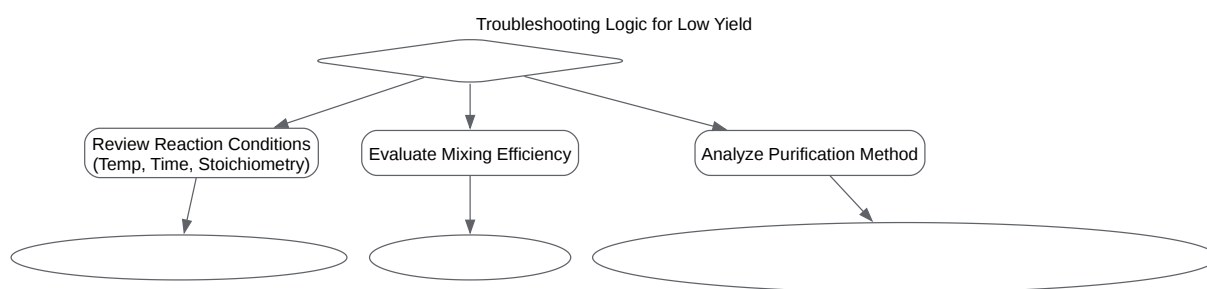 Troubleshooting Logic for Low Yield
Review Reaction Conditions
(Temp, Time, Stoichiometry)
Evaluate Mixing Efficiency
Analyze Purification Method